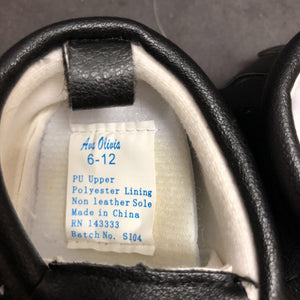 Ava Olivia
6-12
PU Upper
Polyester Lining
Non leather Sole
Made in China
RN 143333
Batch No. S104